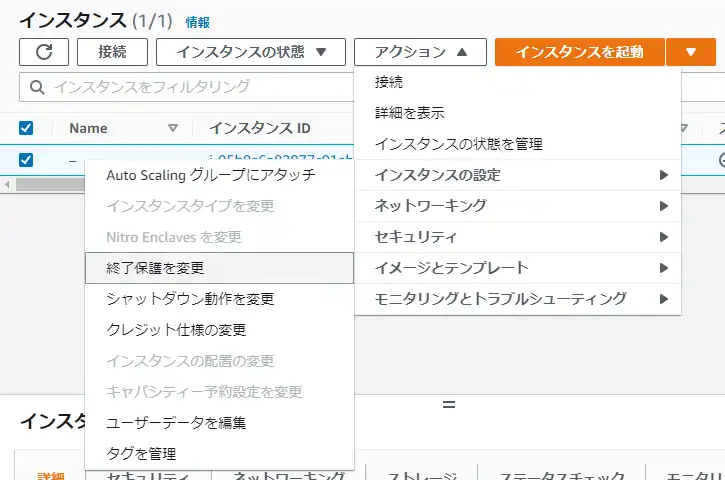 インスタンス (1/1) 情報
接続 インスタンスの状態 アクション インスタンスを起動
インスタンスをフィルタリング
Name インスタンス ID
–
接続
詳細を表示
インスタンスの状態を管理
インスタンスの設定
ネットワーキング
セキュリティ
イメージとテンプレート
モニタリングとトラブルシューティング
Auto Scaling グループにアタッチ
インスタンスタイプを変更
Nitro Enclaves を変更
終了保護を変更
シャットダウン動作を変更
クレジット仕様の変更
インスタンスの配置の変更
キャパシティー予約設定を変更
ユーザーデータを編集
タグを管理
インスタ
詳細 セキュリティ ネットワーキング ストレージ ステータスチェック モニタリ